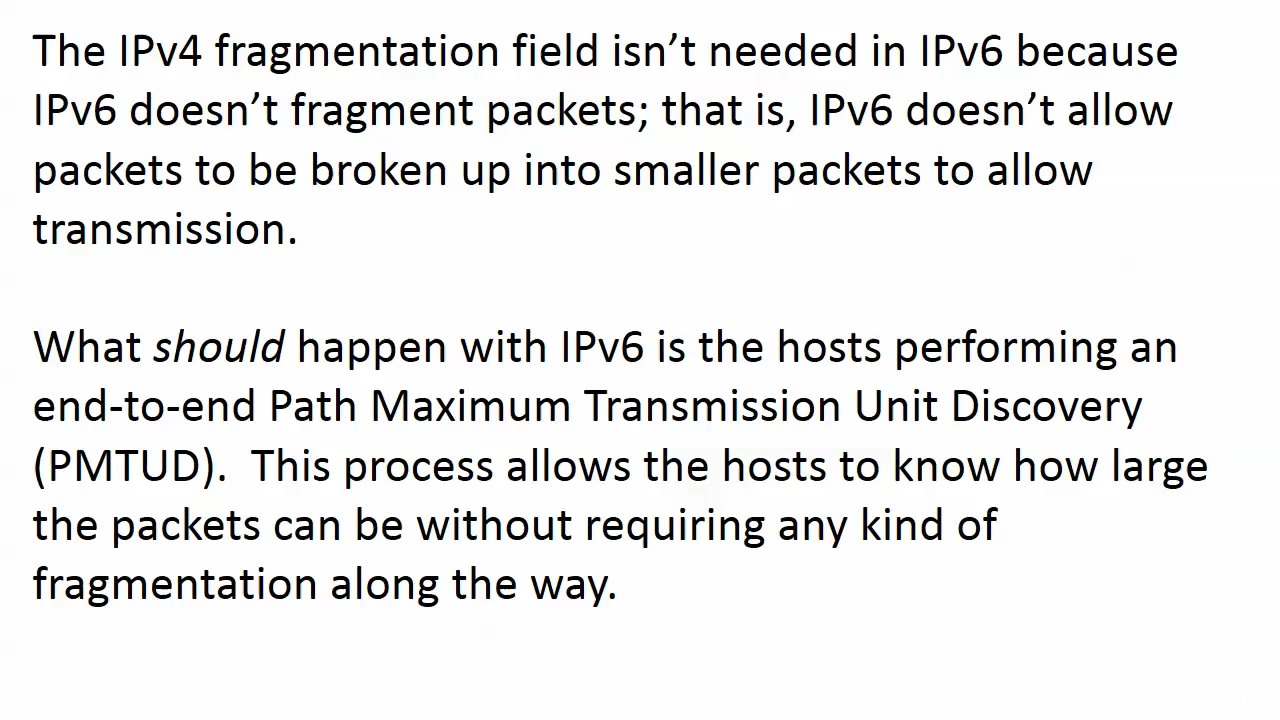 The IPv4 fragmentation field isn’t needed in IPv6 because
IPv6 doesn’t fragment packets; that is, IPv6 doesn’t allow
packets to be broken up into smaller packets to allow
transmission.
What should happen with IPv6 is the hosts performing an
end-to-end Path Maximum Transmission Unit Discovery
(PMTUD).  This process allows the hosts to know how large
the packets can be without requiring any kind of
fragmentation along the way.